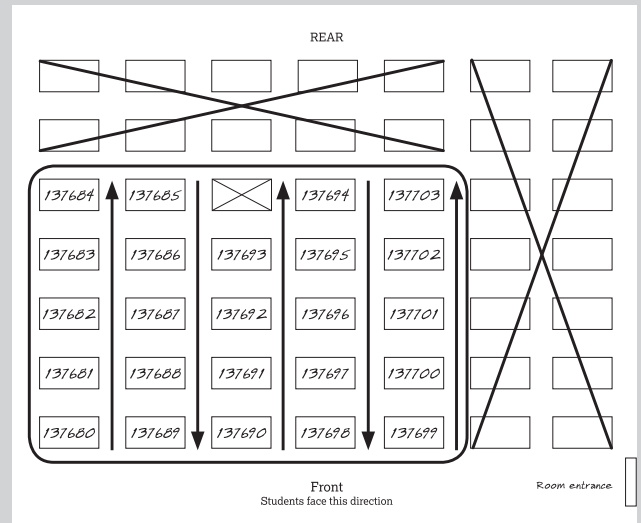 REAR
137684 137685 137694 137703
137683 137686 137693 137695 137702
137682 137687 137692 137696 137701
137681 137688 137691 137697 137700
137680 137689 137690 137698 137699
Front
Students face this direction
Room entrance